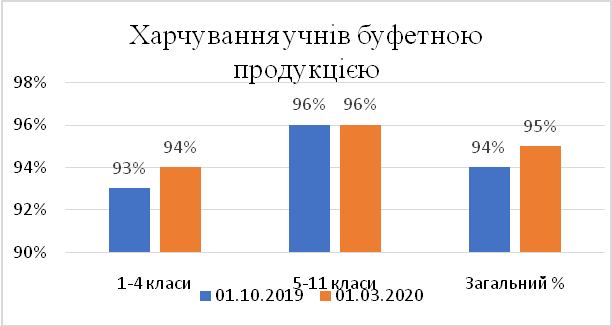 Харчування учнів буфетною
продукцією
98%
96%
94%
92%
90%
93%
94%
96%
96%
94%
95%
1-4 класи
5-11 класи
Загальний %
01.10.2019
01.03.2020